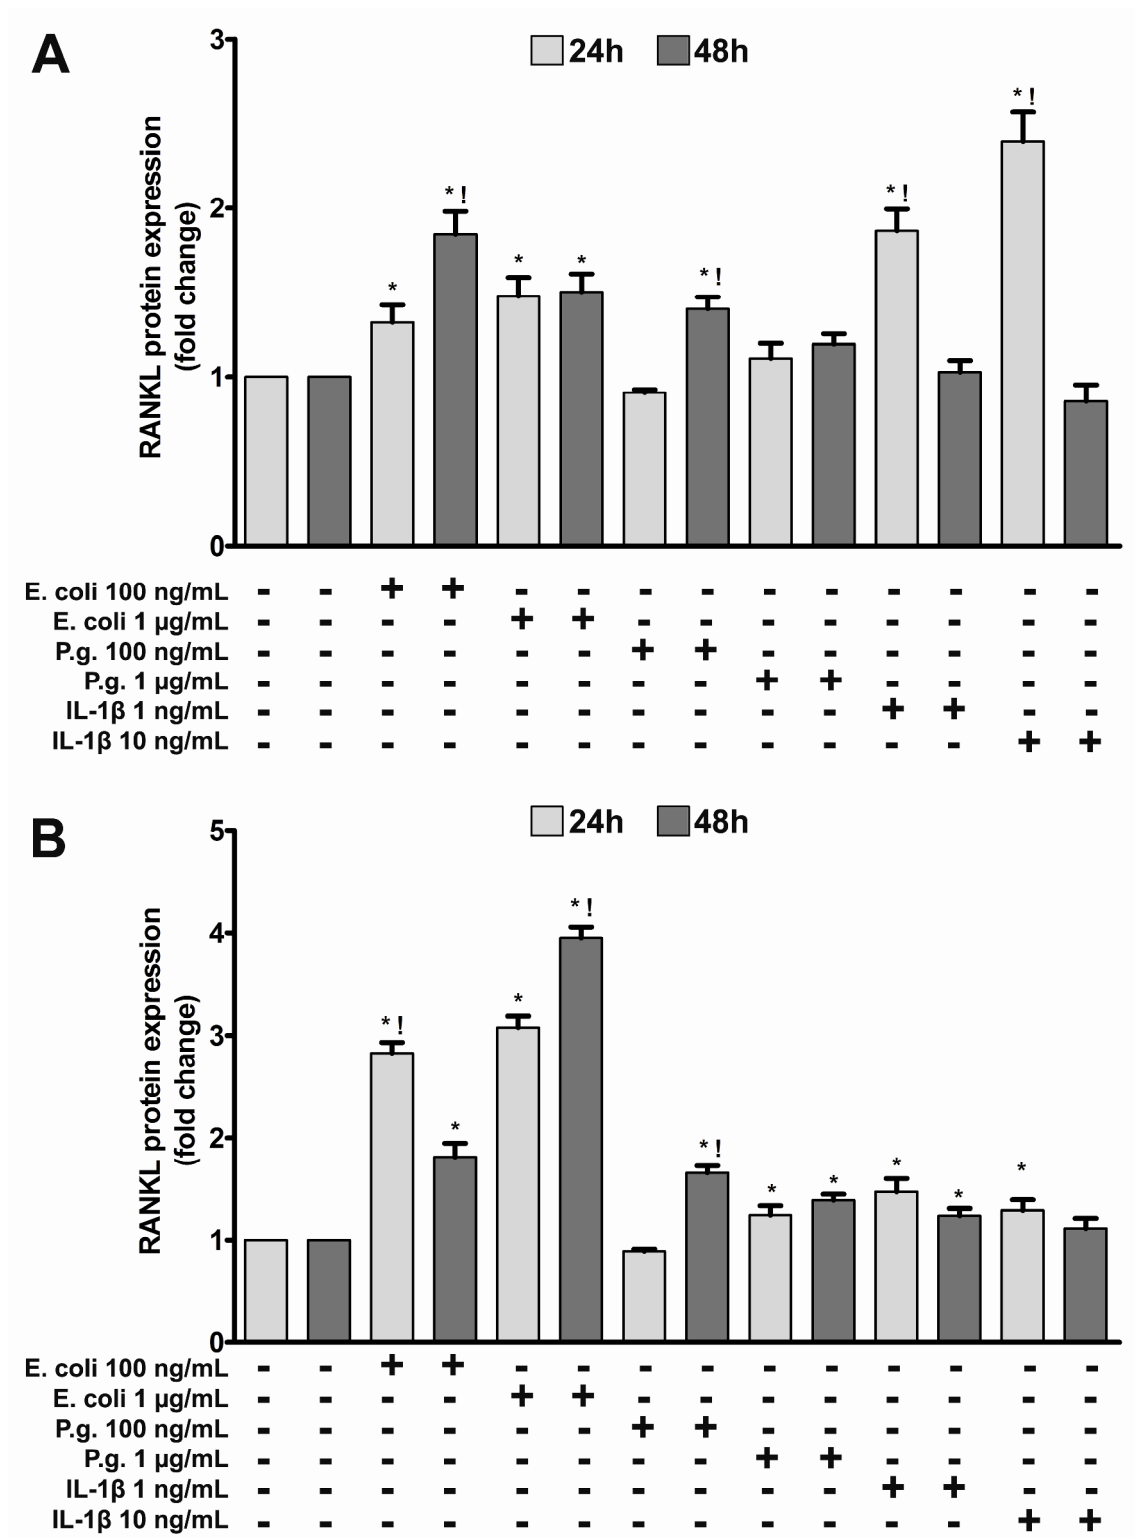 A
24h 48h
3
2
1
0
RANKL protein expression
(fold change)
* * ! * * * ! * ! * !
E. coli 100 ng/mL - - + + - - - - - - - - - -
E. coli 1 µg/mL - - - - + + - - - - - - - -
P.g. 100 ng/mL - - - - - - + + - - - - - -
P.g. 1 µg/mL - - - - - - - - + + - - - -
IL-1β 1 ng/mL - - - - - - - - - - + + - -
IL-1β 10 ng/mL - - - - - - - - - - - - + +
B
24h 48h
5
4
3
2
1
0
RANKL protein expression
(fold change)
* ! * * * ! * ! * * * * *
E. coli 100 ng/mL - - + + - - - - - - - - - -
E. coli 1 µg/mL - - - - + + - - - - - - - -
P.g. 100 ng/mL - - - - - - + + - - - - - -
P.g. 1 µg/mL - - - - - - - - + + - - - -
IL-1β 1 ng/mL - - - - - - - - - - + + - -
IL-1β 10 ng/mL - - - - - - - - - - - - + +